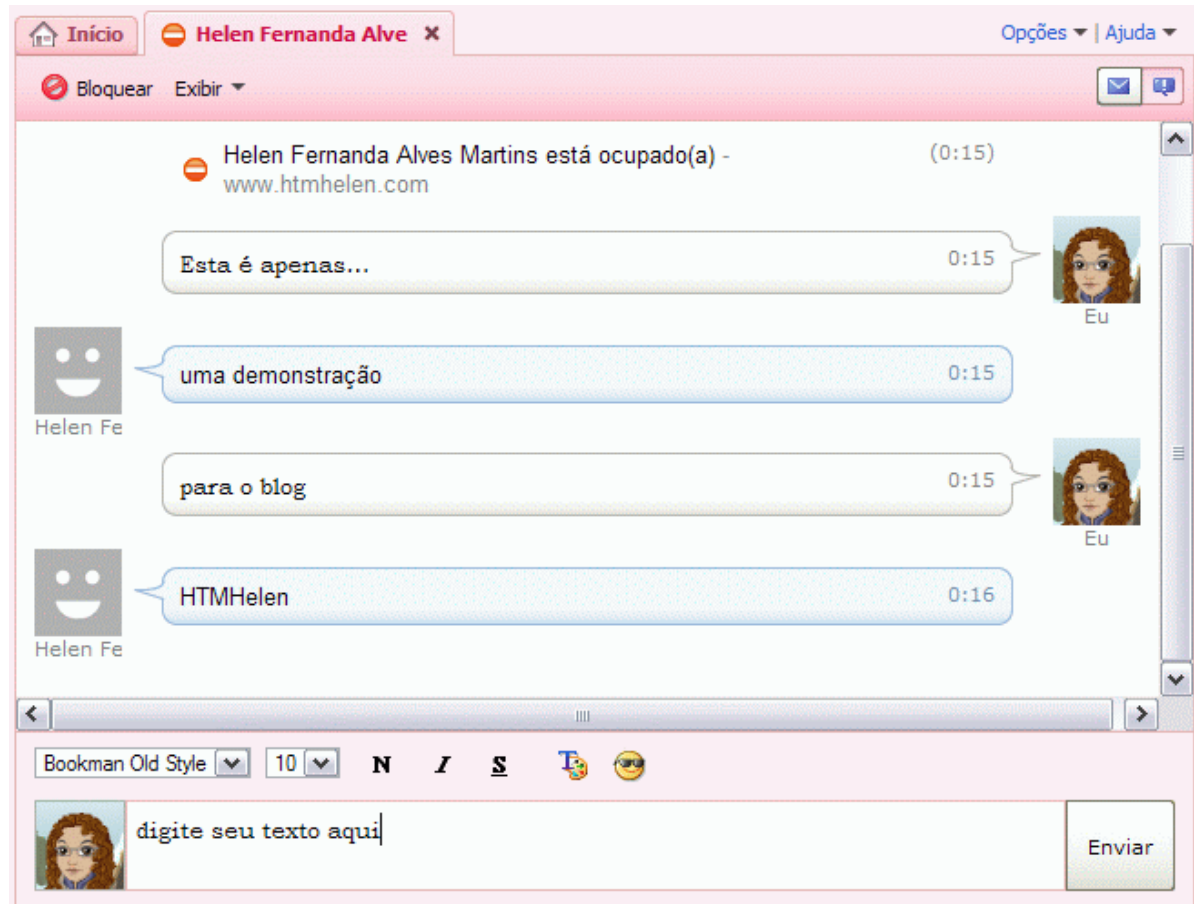 Início Helen Fernanda Alve x Opções | Ajuda
Bloquear Exibir
Helen Fernanda Alves Martins está ocupado(a) - (0:15)
www.htmhelen.com
Esta é apenas... 0:15
Eu
uma demonstração 0:15
Helen Fe
para o blog 0:15
Eu
HTMHelen 0:16
Helen Fe
Bookman Old Style 10 N I S T
digite seu texto aqui
Enviar